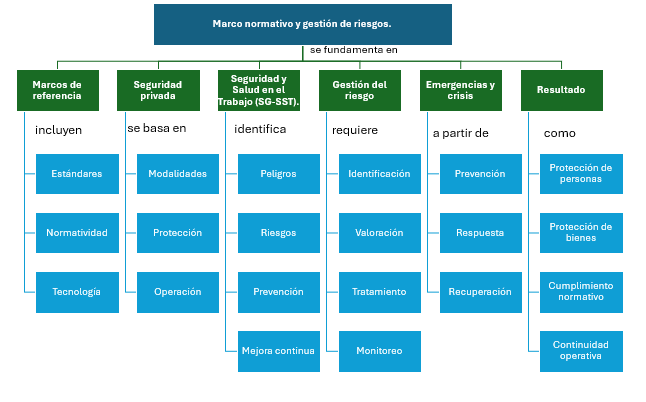 Marco normativo y gestión de riesgos.
se fundamenta en
Marcos de
referencia
Seguridad
privada
Seguridad y
Salud en el
Trabajo (SG-SST).
Gestión del
riesgo
Emergencias y
crisis
Resultado
incluyen
se basa en
identifica
requiere
a partir de
como
Estándares
Modalidades
Peligros
Identificación
Prevención
Protección de
personas
Normatividad
Protección
Riesgos
Valoración
Respuesta
Protección de
bienes
Tecnología
Operación
Prevención
Tratamiento
Recuperación
Cumplimiento
normativo
Mejora continua
Monitoreo
Continuidad
operativa